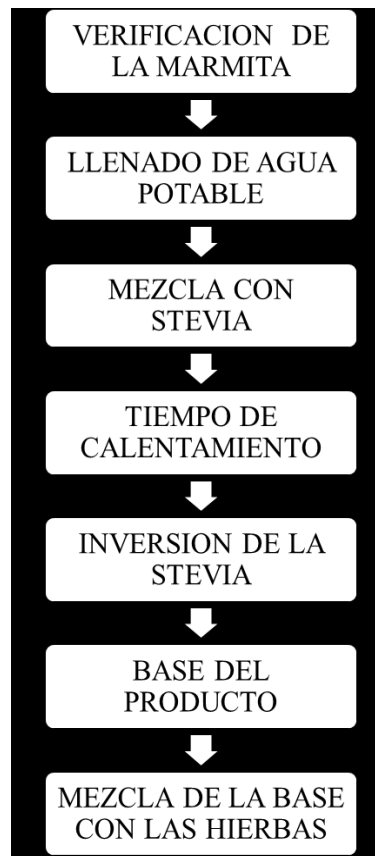 VERIFICACION DE
LA MARMITA
LLENADO DE AGUA
POTABLE
MEZCLA CON
STEVIA
TIEMPO DE
CALENTAMIENTO
INVERSION DE LA
STEVIA
BASE DEL
PRODUCTO
MEZCLA DE LA BASE
CON LAS HIERBAS